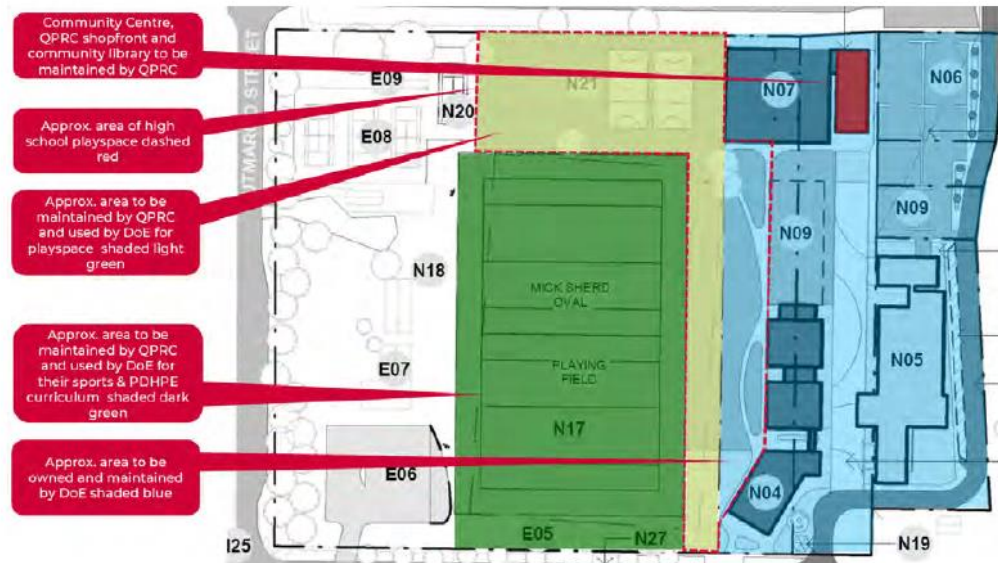 Community Centre,
QPRC shopfront and
community library to be
maintained by QPRC
Approx. area of high
school playspace dashed
red
Approx. area to be
maintained by QPRC
and used by DoE for
playspace shaded light
green
Approx. area to be
maintained by QPRC
and used by DoE for
their sports & PDHPE
curriculum shaded dark
green
Approx. area to be
owned and maintained
by DoE shaded blue
STREET
E09
N20
E08
N21
N07
N06
N09
N09
N18
MICK SHERD
OVAL
PLAYING
FIELD
E07
N17
N05
E06
N04
I25
E05
N27
N19